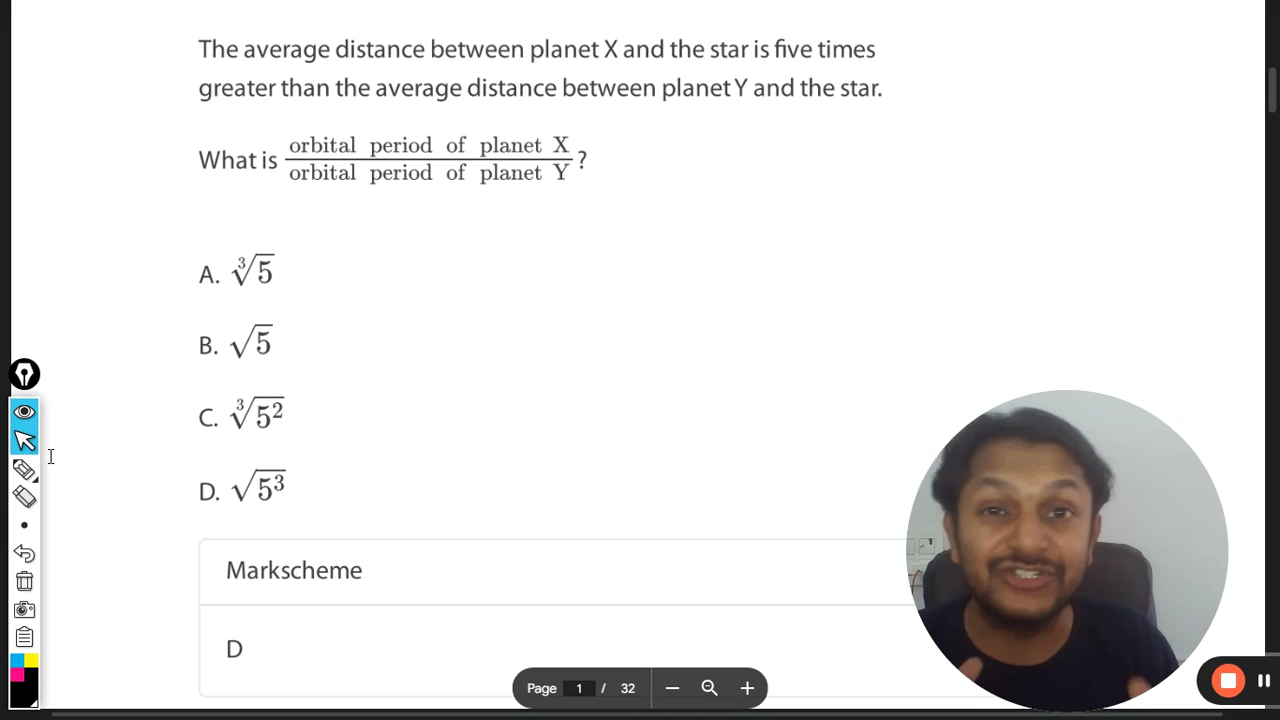 The average distance between planet X and the star is five times
greater than the average distance between planet Y and the star.
What is orbital period of planet X / orbital period of planet Y ?
A. ∛5
B. √5
C. ∛5²
D. √5³
Markscheme
D
Page 1 / 32